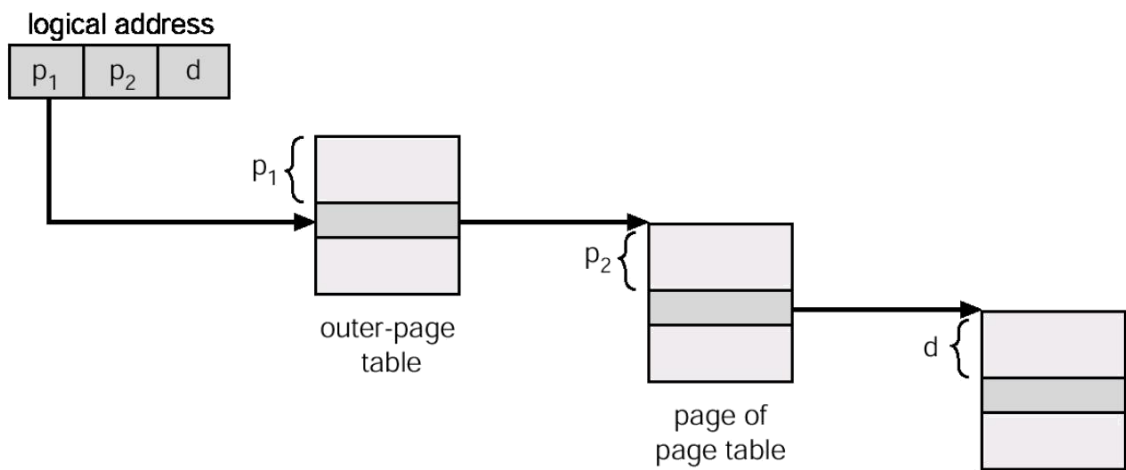 logical address
p₁ p₂ d
p₁
outer-page
table
p₂
page of
page table
d